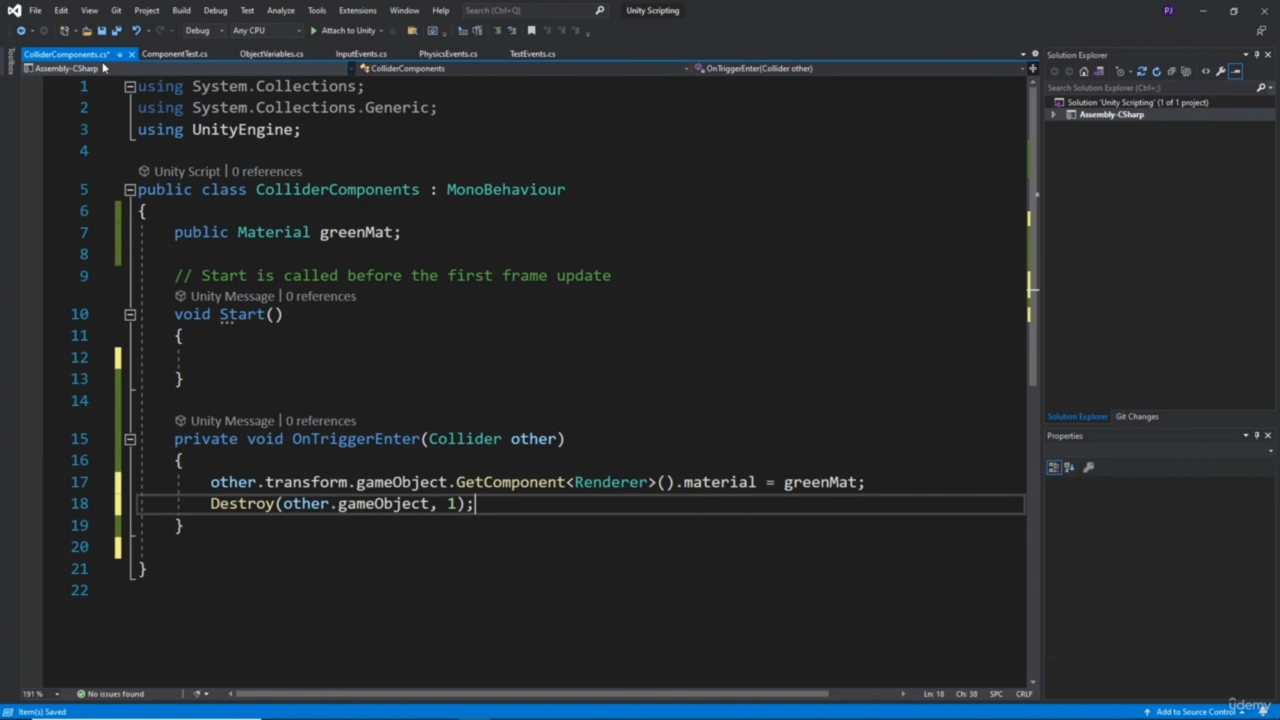 File Edit View Git Project Build Debug Test Analyze Tools Extensions Window Help Search (Ctrl+Q) Unity Scripting PJ
Debug Any CPU Attach to Unity
ColliderComponents.cs* ComponentTest.cs ObjectVariables.cs InputEvents.cs PhysicsEvents.cs TestEvents.cs
Assembly-CSharp ColliderComponents OnTriggerEnter(Collider other)
Toolbox
1 using System.Collections;
2 using System.Collections.Generic;
3 using UnityEngine;
4
Unity Script | 0 references
5 public class ColliderComponents : MonoBehaviour
6 {
7 public Material greenMat;
8
9 // Start is called before the first frame update
Unity Message | 0 references
10 void Start()
11 {
12
13 }
14
Unity Message | 0 references
15 private void OnTriggerEnter(Collider other)
16 {
17 other.transform.gameObject.GetComponent<Renderer>().material = greenMat;
18 Destroy(other.gameObject, 1);
19 }
20
21 }
22
191 % No issues found Ln: 18 Ch: 38 SPC CRLF
Item(s) Saved
Solution Explorer
Search Solution Explorer (Ctrl+;)
Solution 'Unity Scripting' (1 of 1 project)
Assembly-CSharp
Solution Explorer Git Changes
Properties
Add to Source Control
udemy